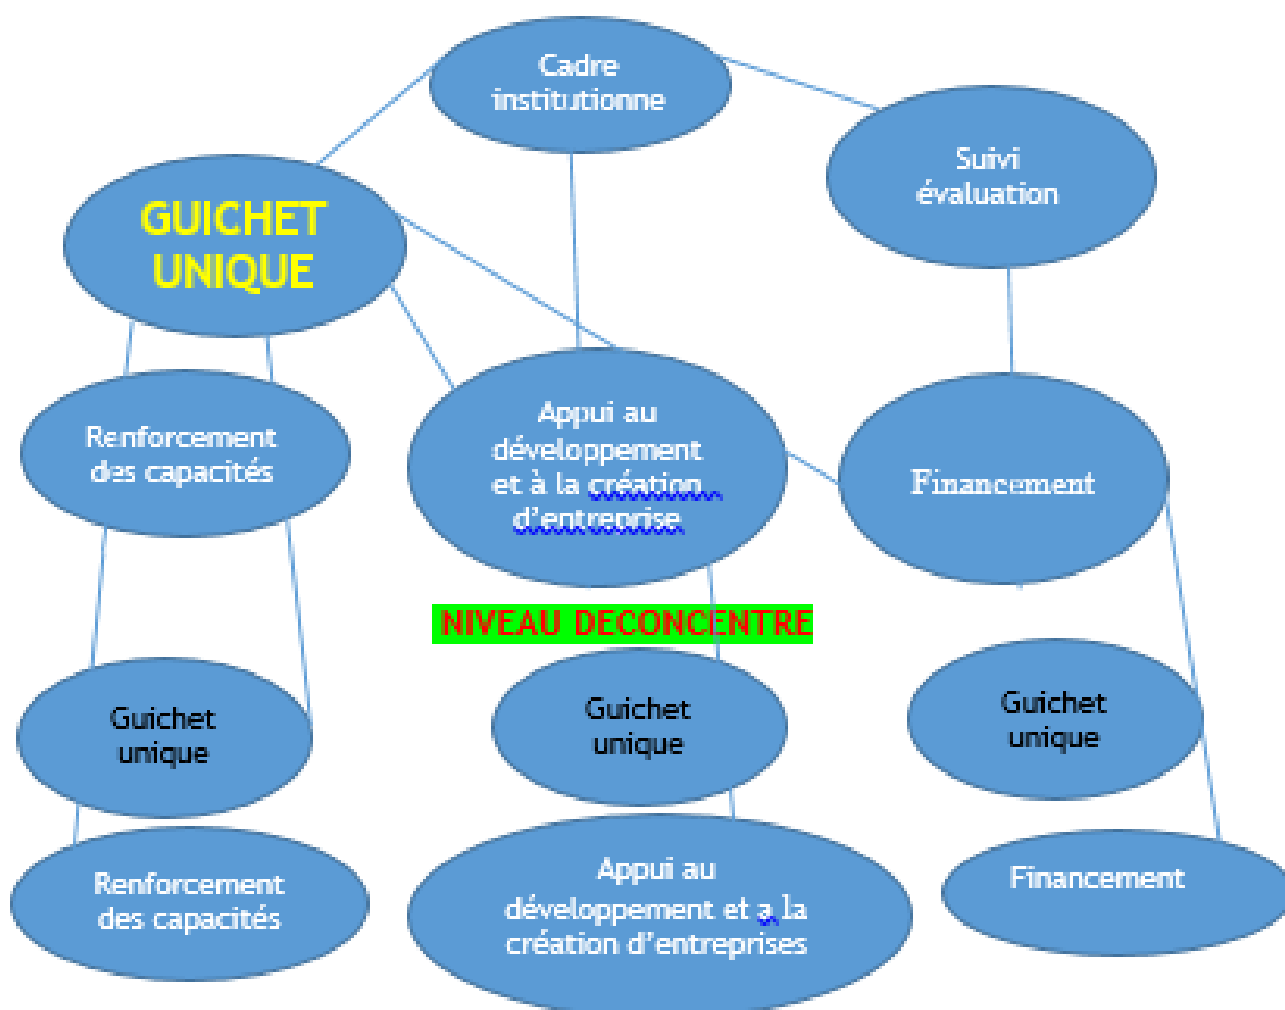 Cadre
institutionne
Suivi
évaluation
GUICHET
UNIQUE
Renforcement
des capacités
Appui au
développement
et à la création
d'entreprise
Financement
NIVEAU DECONCENTRE
Guichet
unique
Guichet
unique
Guichet
unique
Renforcement
des capacités
Appui au
développement et a la
création d'entreprises
Financement